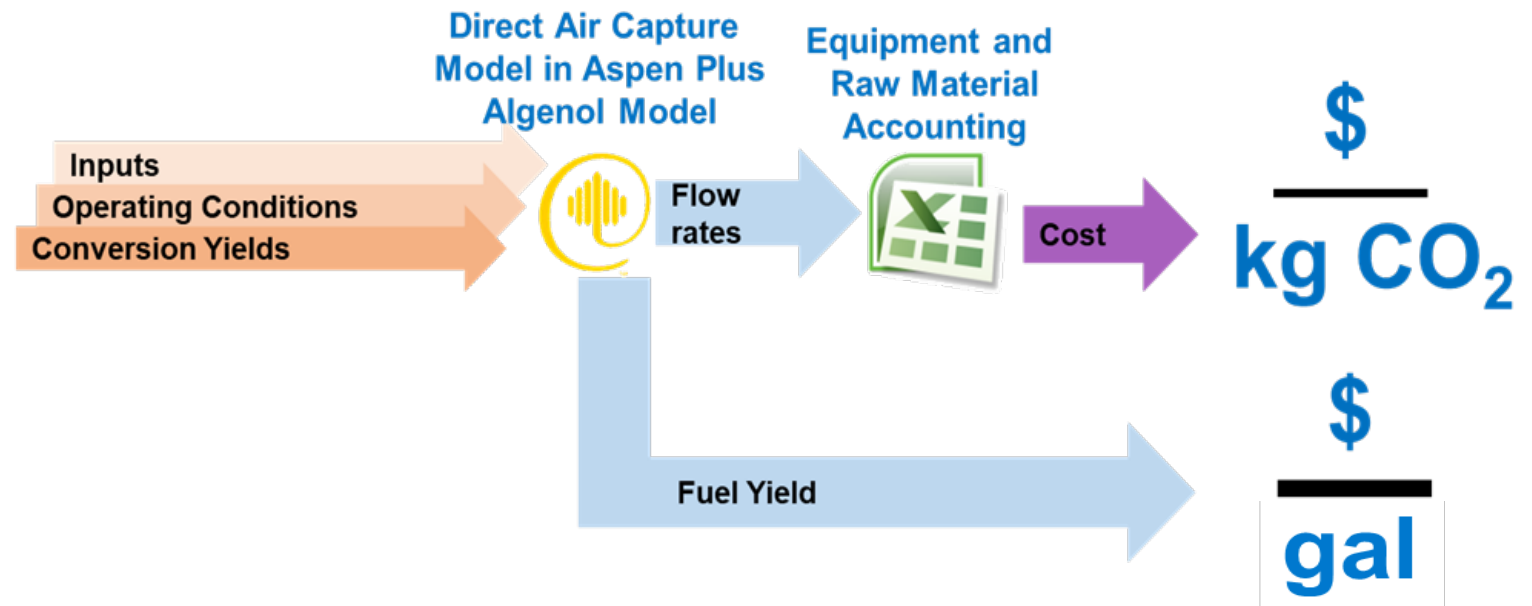 Direct Air Capture
Model in Aspen Plus
Algenol Model
Equipment and
Raw Material
Accounting
Inputs
Operating Conditions
Conversion Yields
Flow
rates
X
Cost
$
kg CO₂
Fuel Yield
$
gal